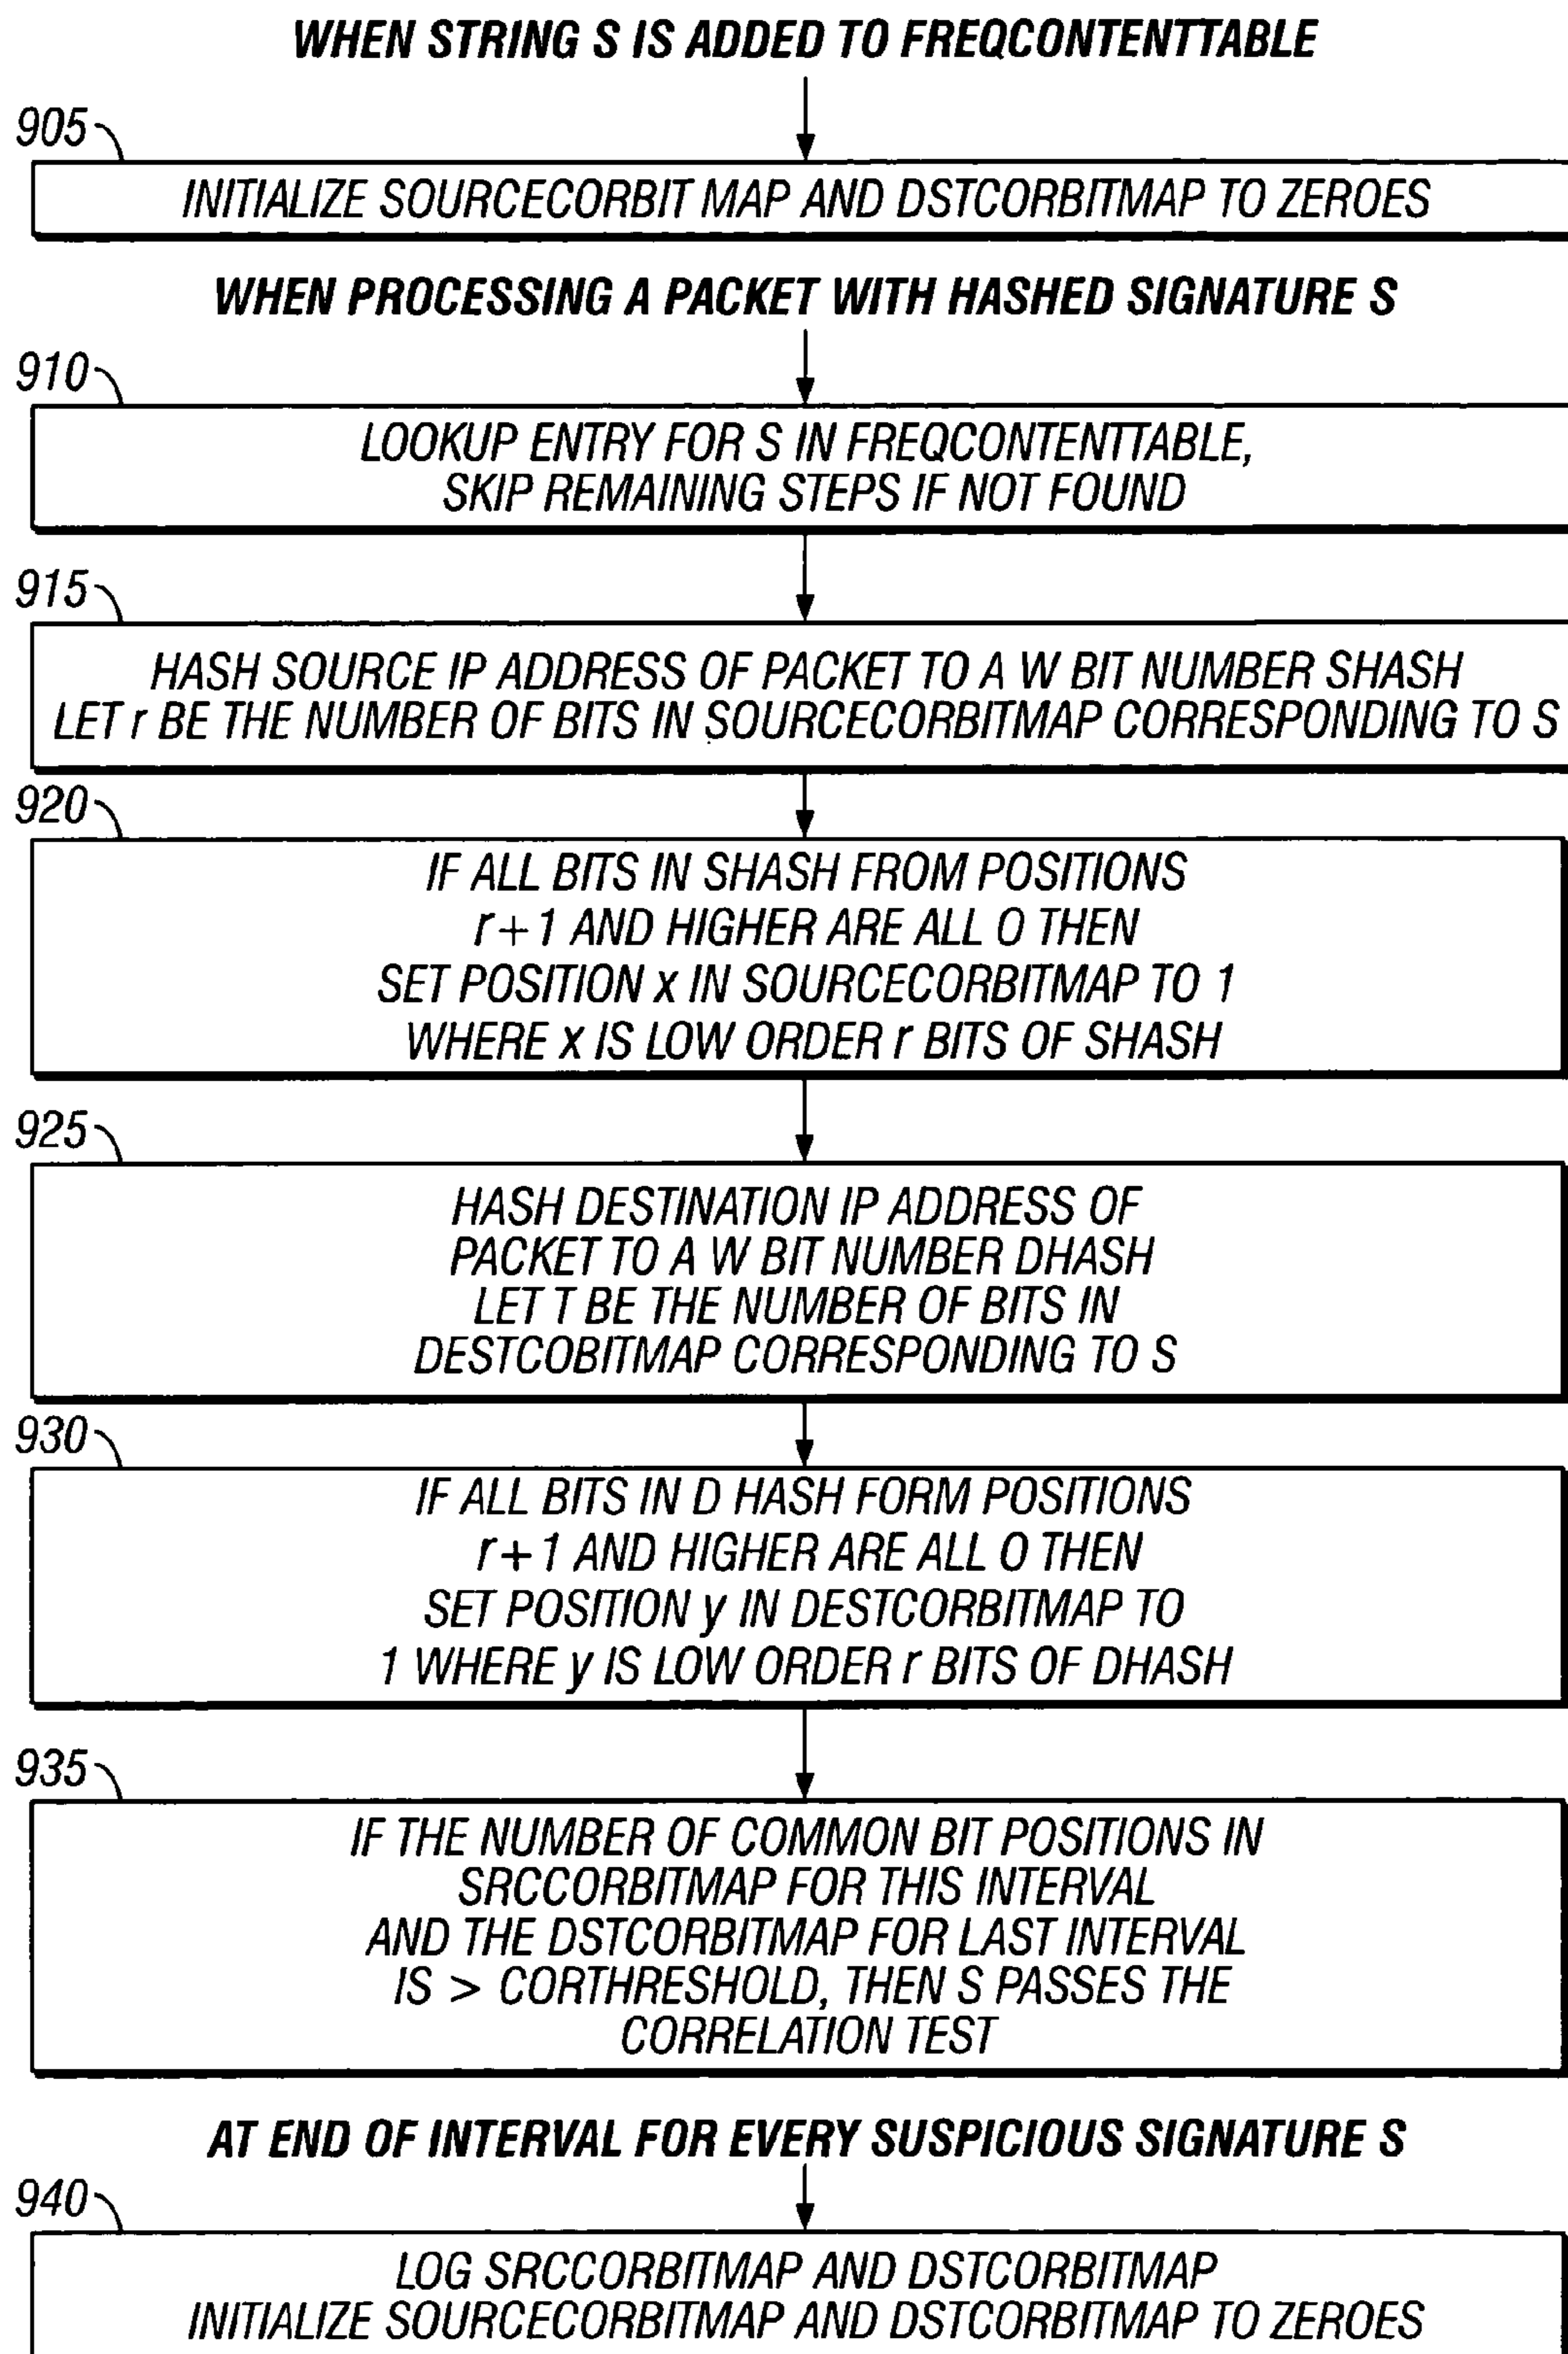 WHEN STRING S IS ADDED TO FREQCONTENTTABLE
905
INITIALIZE SOURCECORBIT MAP AND DSTCORBITMAP TO ZEROES
WHEN PROCESSING A PACKET WITH HASHED SIGNATURE S
910
LOOKUP ENTRY FOR S IN FREQCONTENTTABLE,
SKIP REMAINING STEPS IF NOT FOUND
915
HASH SOURCE IP ADDRESS OF PACKET TO A W BIT NUMBER SHASH
LET r BE THE NUMBER OF BITS IN SOURCECORBITMAP CORRESPONDING TO S
920
IF ALL BITS IN SHASH FROM POSITIONS
r+1 AND HIGHER ARE ALL O THEN
SET POSITION x IN SOURCECORBITMAP TO 1
WHERE x IS LOW ORDER r BITS OF SHASH
925
HASH DESTINATION IP ADDRESS OF
PACKET TO A W BIT NUMBER DHASH
LET T BE THE NUMBER OF BITS IN
DESTCOBITMAP CORRESPONDING TO S
930
IF ALL BITS IN D HASH FORM POSITIONS
r+1 AND HIGHER ARE ALL O THEN
SET POSITION y IN DESTCORBITMAP TO
1 WHERE y IS LOW ORDER r BITS OF DHASH
935
IF THE NUMBER OF COMMON BIT POSITIONS IN
SRCCORBITMAP FOR THIS INTERVAL
AND THE DSTCORBITMAP FOR LAST INTERVAL
IS > CORTHRESHOLD, THEN S PASSES THE
CORRELATION TEST
AT END OF INTERVAL FOR EVERY SUSPICIOUS SIGNATURE S
940
LOG SRCCORBITMAP AND DSTCORBITMAP
INITIALIZE SOURCECORBITMAP AND DSTCORBITMAP TO ZEROES